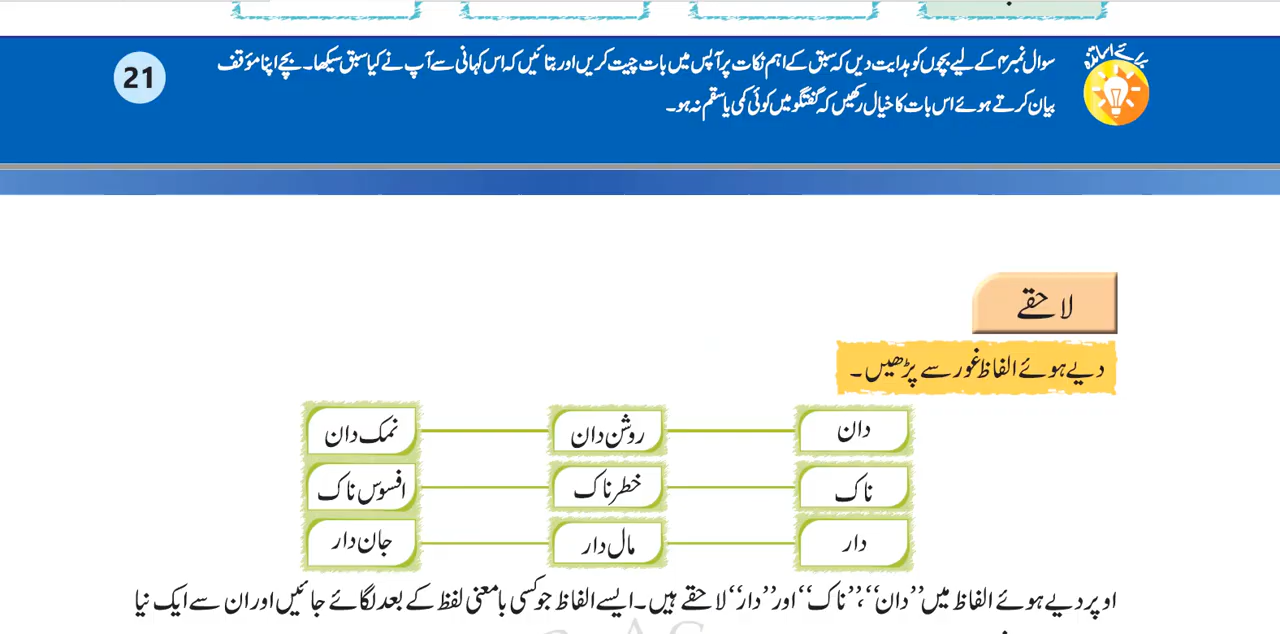 برائے اساتذہ
سوال نمبر ۴ کے لیے بچوں کو ہدایت دیں کہ سبق کے اہم نکات پر آپس میں بات چیت کریں اور بتائیں کہ اس کہانی سے آپ نے کیا سبق سیکھا۔ بچے اپنا مؤقف
بیان کرتے ہوئے اس بات کا خیال رکھیں کہ گفتگو میں کوئی کمی یا سقم نہ ہو۔
21
لاحقے
دیے ہوئے الفاظ غور سے پڑھیں۔
دان روشن دان نمک دان
ناک خطرناک افسوس ناک
دار مال دار جان دار
اوپر دیے ہوئے الفاظ میں ”دان“، ”ناک“ اور ”دار“ لاحقے ہیں۔ ایسے الفاظ جو کسی بامعنی لفظ کے بعد لگائے جائیں اور ان سے ایک نیا